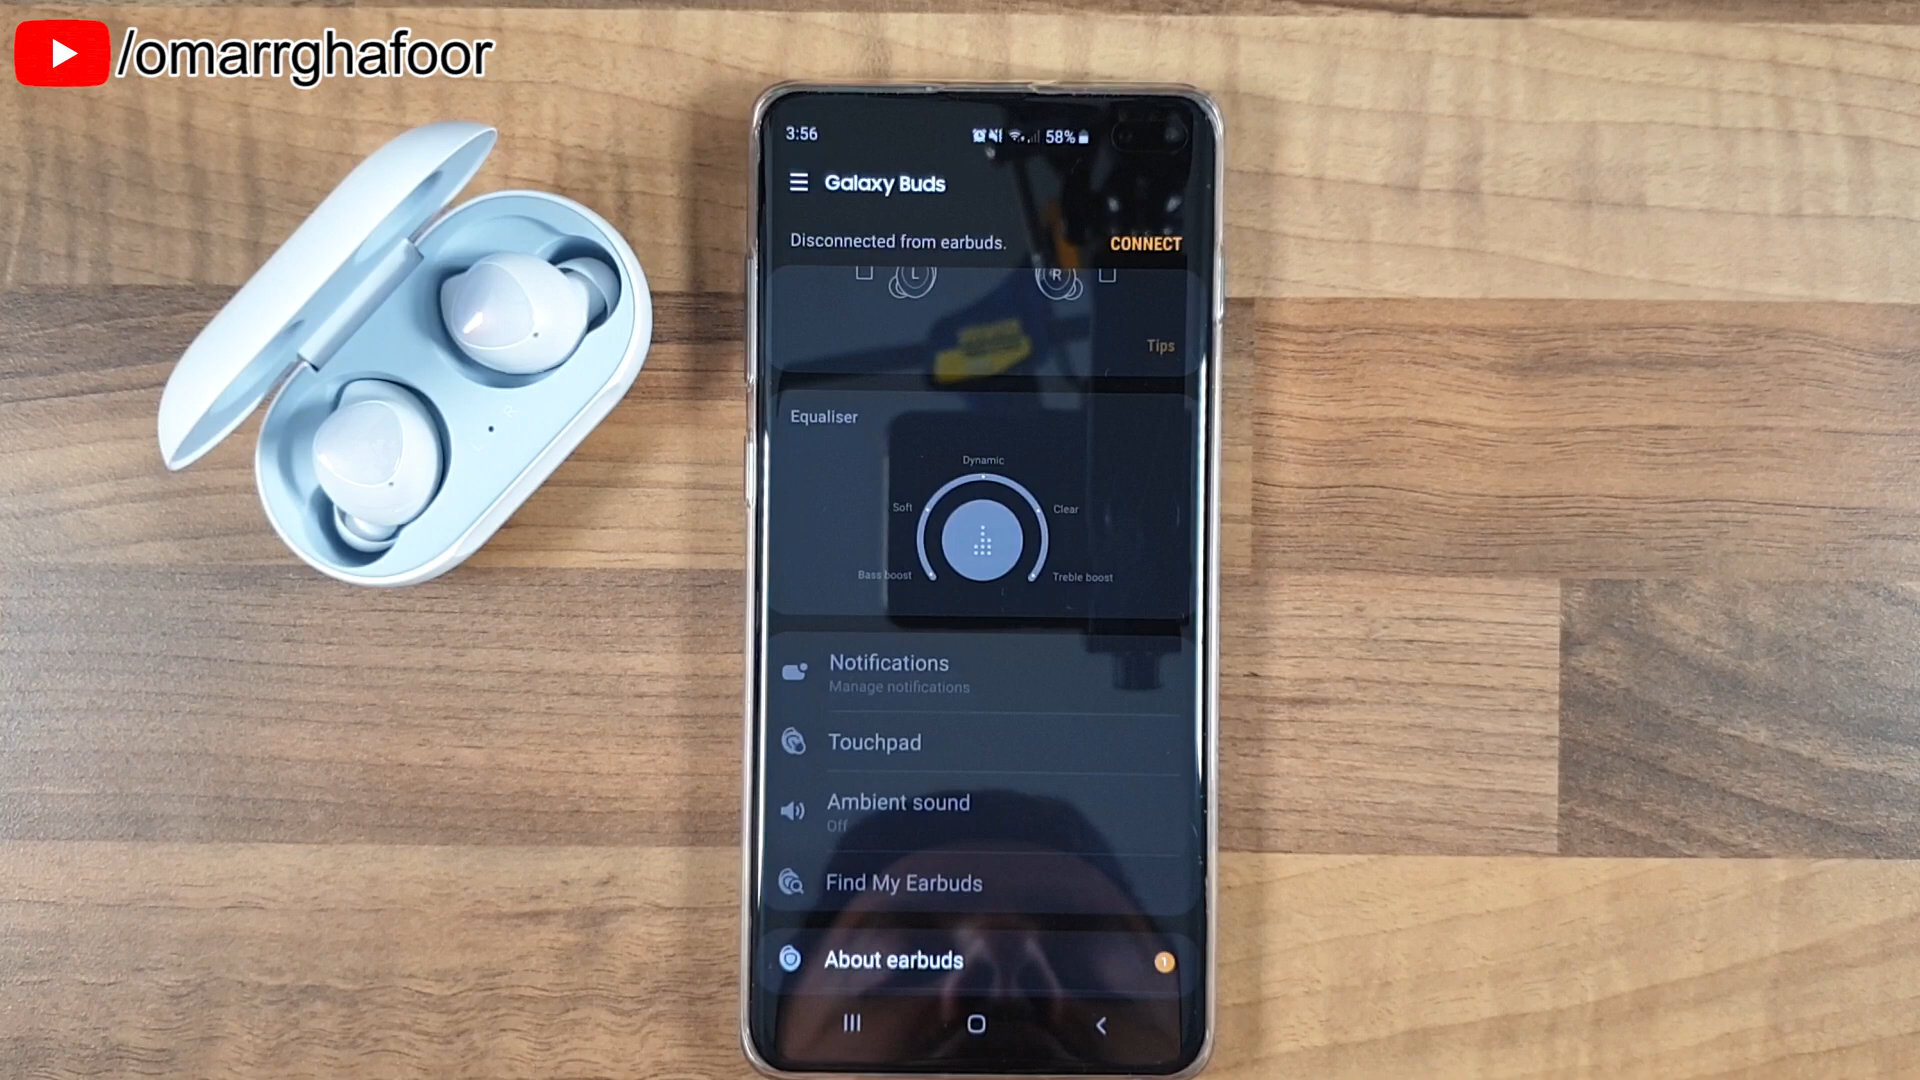 /omarrghafoor
3:56
58%
Galaxy Buds
Disconnected from earbuds.
CONNECT
L
R
Tips
Equaliser
Dynamic
Soft
Clear
Bass boost
Treble boost
Notifications
Manage notifications
Touchpad
Ambient sound
Off
Find My Earbuds
About earbuds
1